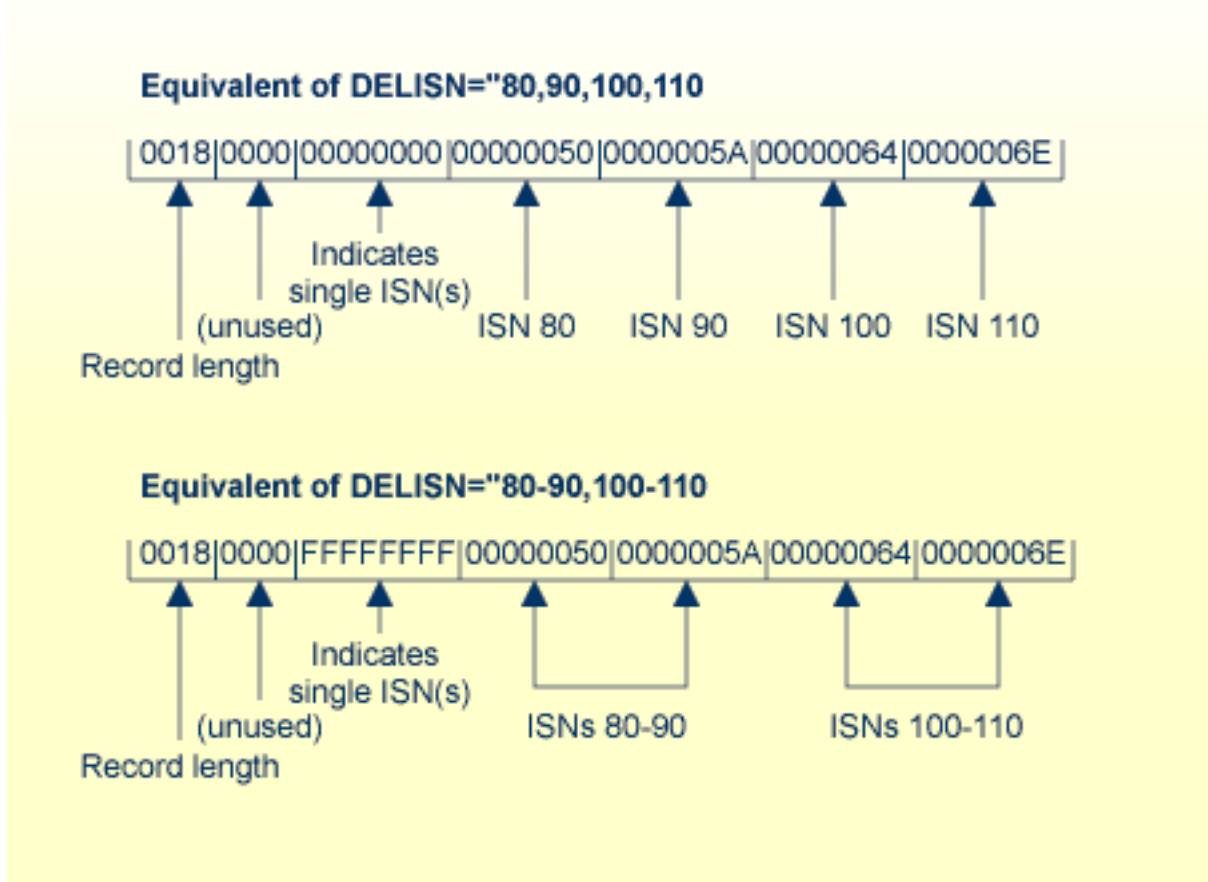 Equivalent of DELISN="80,90,100,110
0018|0000|00000000|00000050|0000005A|00000064|0000006E
Indicates
single ISN(s)
(unused) ISN 80 ISN 90 ISN 100 ISN 110
Record length
Equivalent of DELISN="80-90,100-110
0018|0000|FFFFFFFF|00000050|0000005A|00000064|0000006E
Indicates
single ISN(s)
(unused) ISNs 80-90 ISNs 100-110
Record length